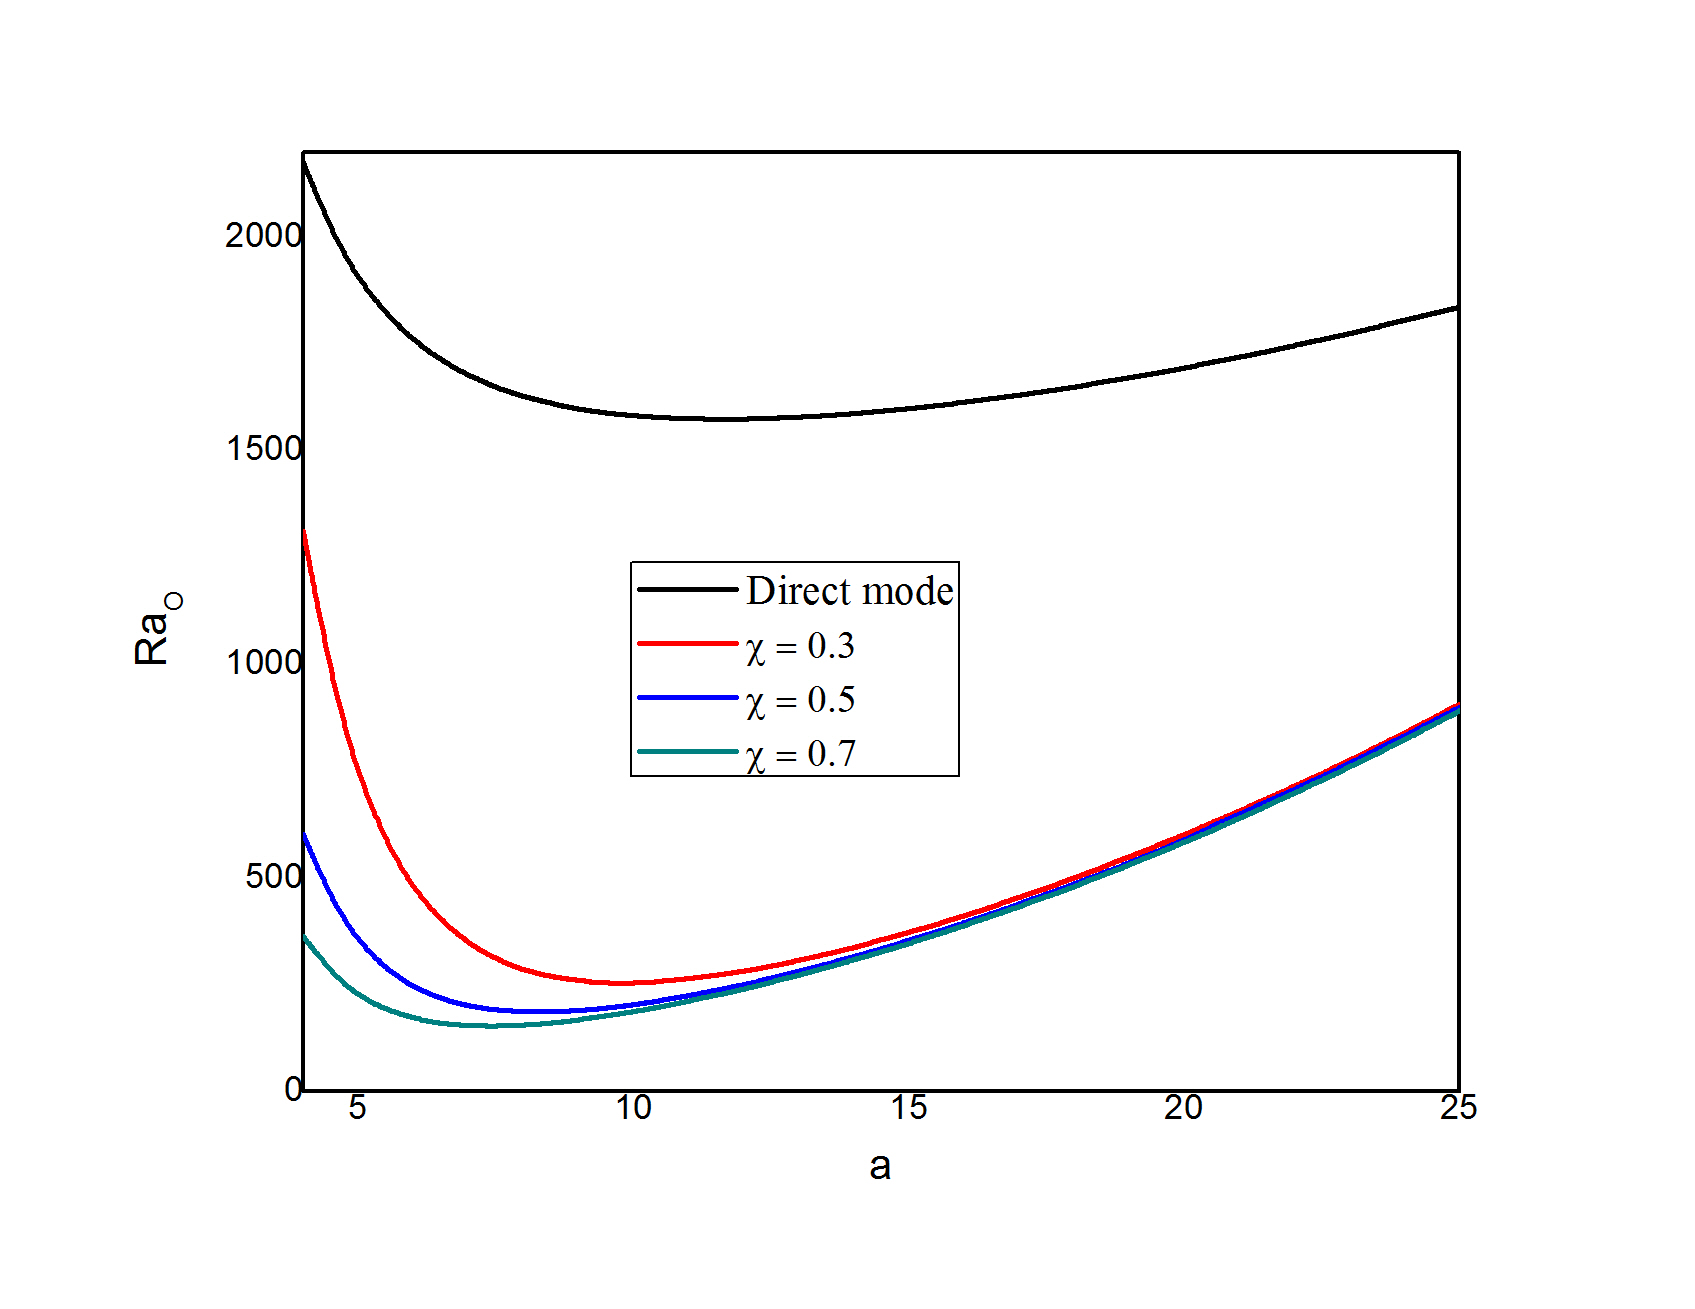 2000
1500
1000
500
0
Ra_O
Direct mode
χ = 0.3
χ = 0.5
χ = 0.7
5 10 15 20 25
a